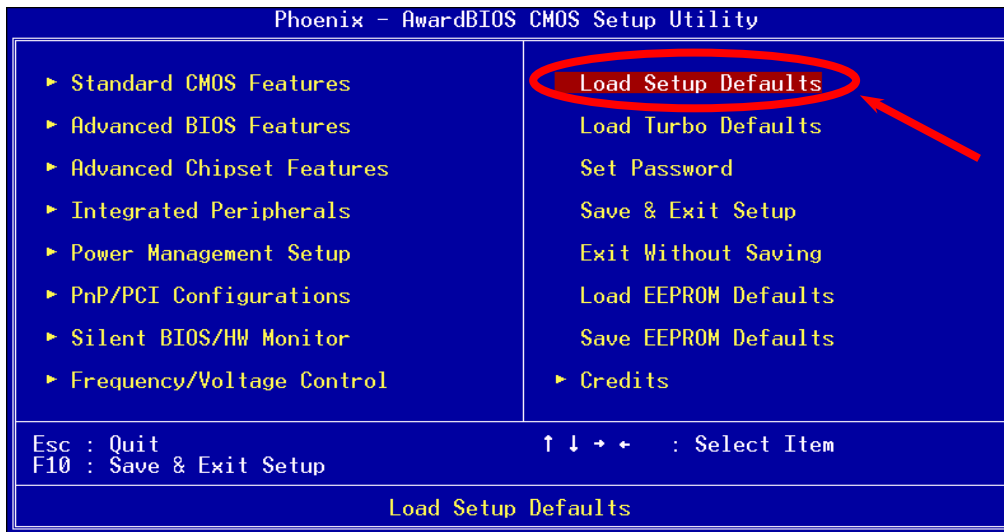 Phoenix - AwardBIOS CMOS Setup Utility
► Standard CMOS Features
► Advanced BIOS Features
► Advanced Chipset Features
► Integrated Peripherals
► Power Management Setup
► PnP/PCI Configurations
► Silent BIOS/HW Monitor
► Frequency/Voltage Control
Load Setup Defaults
Load Turbo Defaults
Set Password
Save & Exit Setup
Exit Without Saving
Load EEPROM Defaults
Save EEPROM Defaults
► Credits
Esc : Quit
F10 : Save & Exit Setup
↑ ↓ → ← : Select Item
Load Setup Defaults